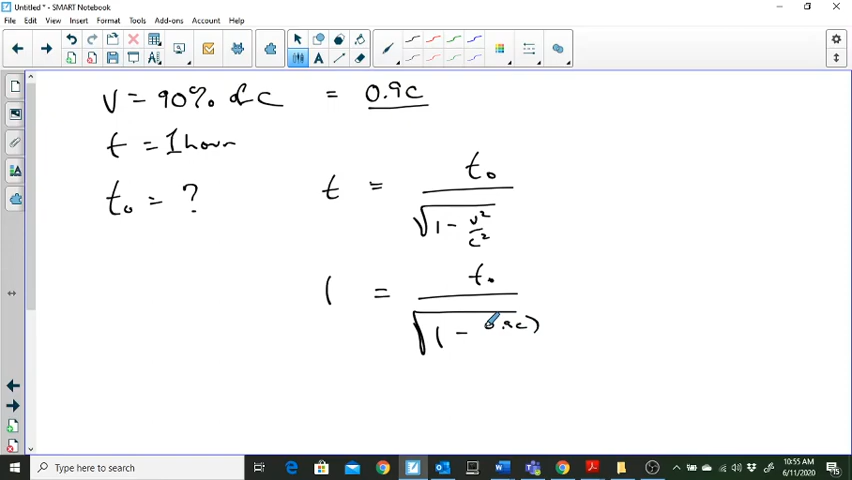 Untitled * - SMART Notebook
File Edit View Insert Format Tools Add-ons Account Help
V = 90% of c = 0.9c
t = 1 hour
t₀ = ?
t = t₀ / √(1 - v²/c²)
1 = t₀ / √1 - 0.9c)
Type here to search
10:55 AM
6/11/2020